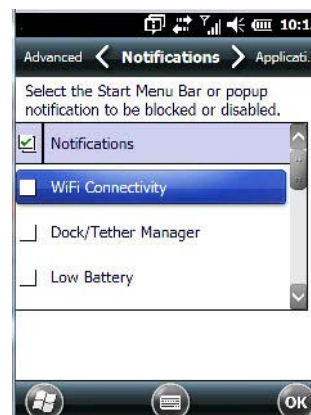 10:1
Advanced Notifications Applicati.
Select the Start Menu Bar or popup
notification to be blocked or disabled.
Notifications
WiFi Connectivity
Dock/Tether Manager
Low Battery
OK